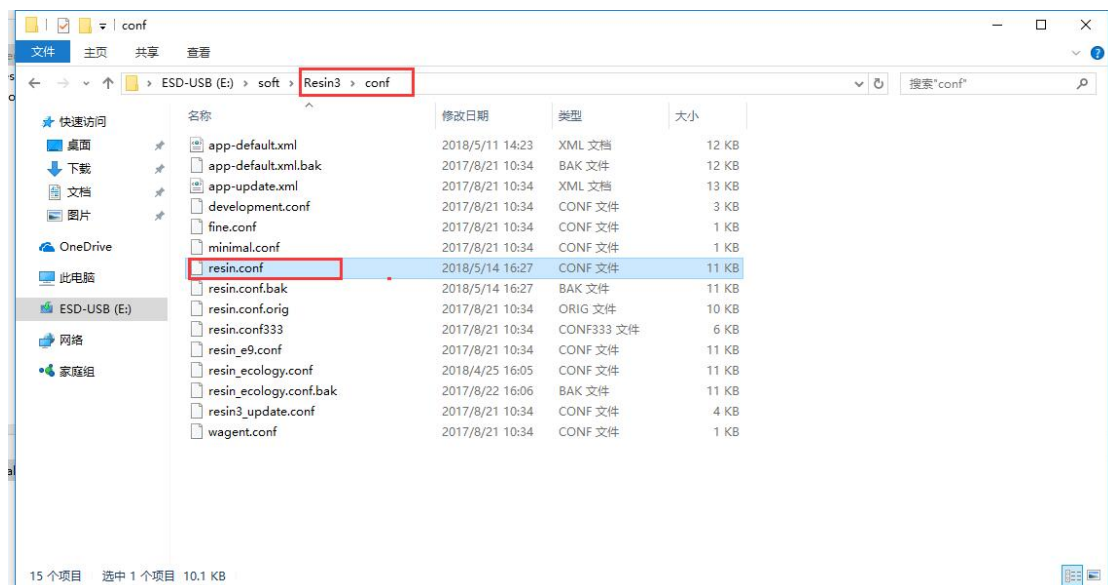 conf
文件 主页 共享 查看
ESD-USB (E:) › soft › Resin3 › conf 搜索"conf"
名称 修改日期 类型 大小
快速访问
桌面
下载
文档
图片
OneDrive
此电脑
ESD-USB (E:)
网络
家庭组
app-default.xml 2018/5/11 14:23 XML 文档 12 KB
app-default.xml.bak 2017/8/21 10:34 BAK 文件 12 KB
app-update.xml 2017/8/21 10:34 XML 文档 13 KB
development.conf 2017/8/21 10:34 CONF 文件 3 KB
fine.conf 2017/8/21 10:34 CONF 文件 1 KB
minimal.conf 2017/8/21 10:34 CONF 文件 1 KB
resin.conf 2018/5/14 16:27 CONF 文件 11 KB
resin.conf.bak 2018/5/14 16:27 BAK 文件 11 KB
resin.conf.orig 2017/8/21 10:34 ORIG 文件 10 KB
resin.conf333 2017/8/21 10:34 CONF333 文件 6 KB
resin_e9.conf 2017/8/21 10:34 CONF 文件 11 KB
resin_ecology.conf 2018/4/25 16:05 CONF 文件 11 KB
resin_ecology.conf.bak 2017/8/22 16:06 BAK 文件 11 KB
resin3_update.conf 2017/8/21 10:34 CONF 文件 4 KB
wagent.conf 2017/8/21 10:34 CONF 文件 1 KB
15 个项目 选中 1 个项目 10.1 KB